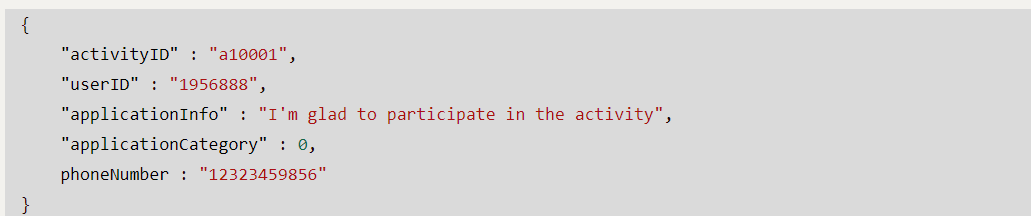 {
"activityID" : "a10001",
"userID" : "1956888",
"applicationInfo" : "I'm glad to participate in the activity",
"applicationCategory" : 0,
phoneNumber : "12323459856"
}